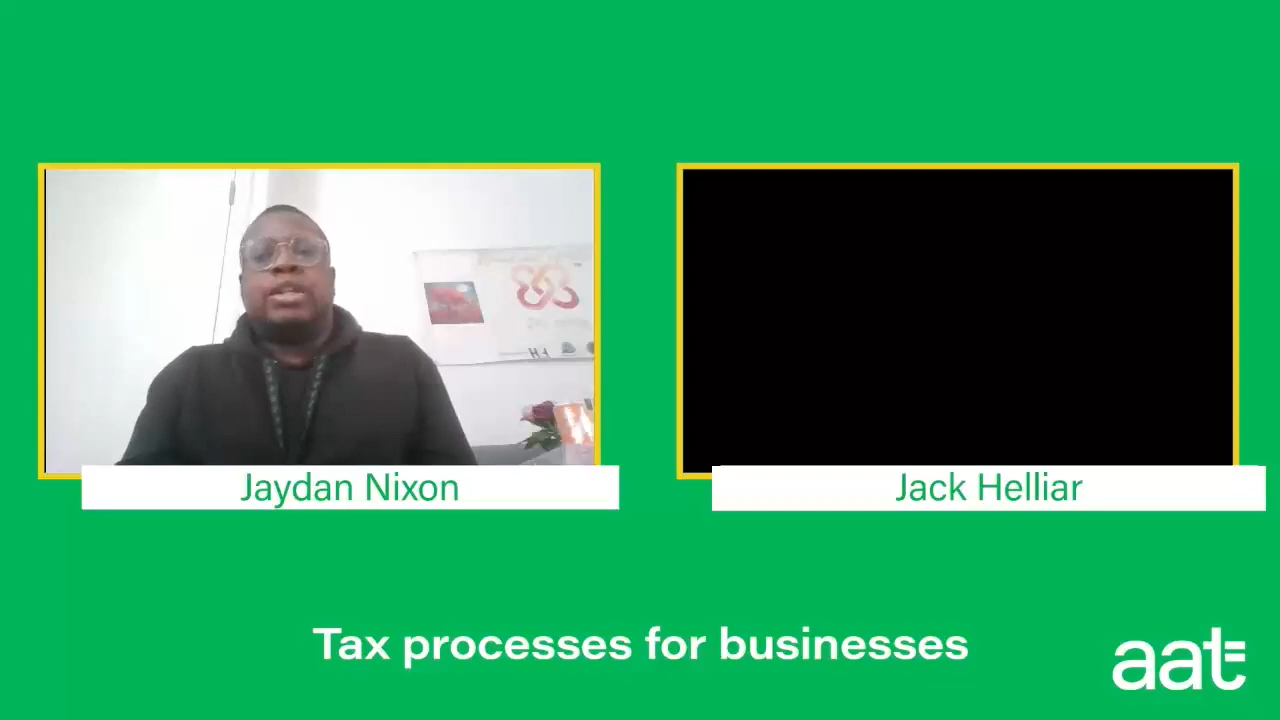 Jaydan Nixon
Jack Helliar
Tax processes for businesses
aat